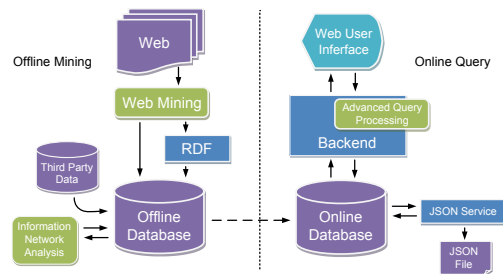 Offline Mining
Web
Web Mining
RDF
Third Party
Data
Offline
Database
Information
Network
Analysis
Online Query
Web User
Inferface
Advanced Query
Processing
Backend
Online
Database
JSON Service
JSON
File